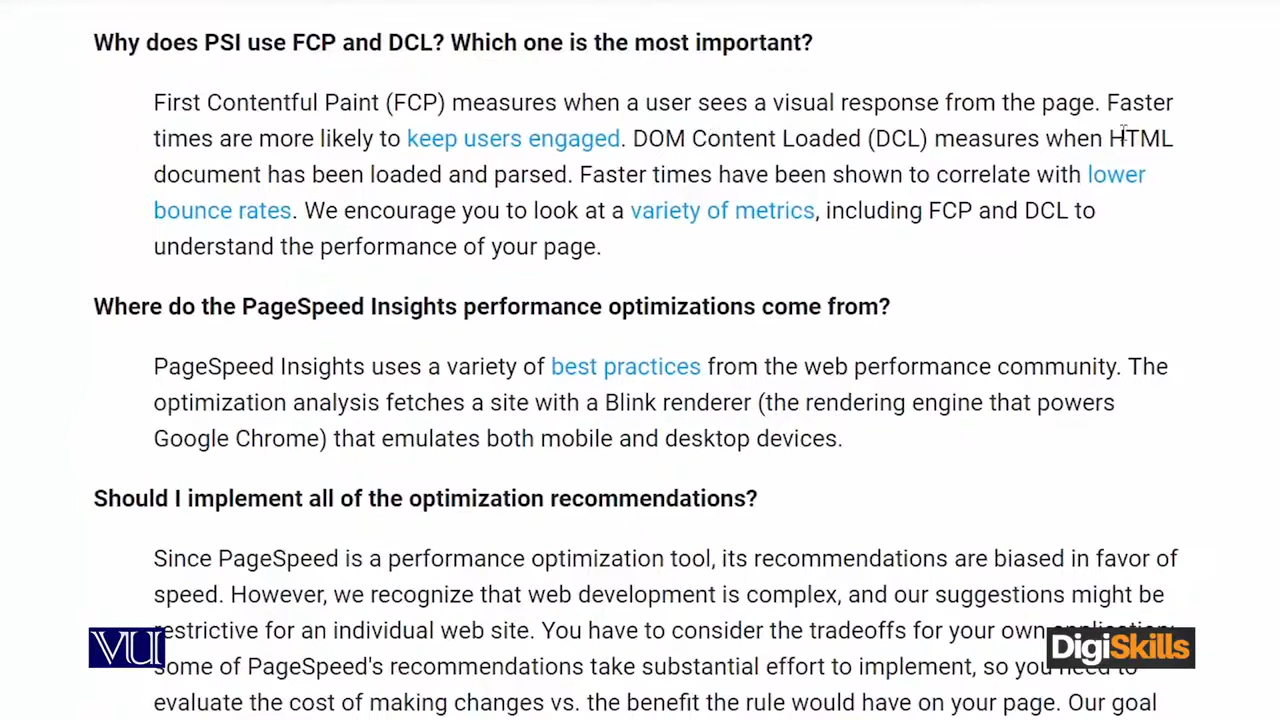 Why does PSI use FCP and DCL? Which one is the most important?
First Contentful Paint (FCP) measures when a user sees a visual response from the page. Faster
times are more likely to keep users engaged. DOM Content Loaded (DCL) measures when HTML
document has been loaded and parsed. Faster times have been shown to correlate with lower
bounce rates. We encourage you to look at a variety of metrics, including FCP and DCL to
understand the performance of your page.
Where do the PageSpeed Insights performance optimizations come from?
PageSpeed Insights uses a variety of best practices from the web performance community. The
optimization analysis fetches a site with a Blink renderer (the rendering engine that powers
Google Chrome) that emulates both mobile and desktop devices.
Should I implement all of the optimization recommendations?
Since PageSpeed is a performance optimization tool, its recommendations are biased in favor of
speed. However, we recognize that web development is complex, and our suggestions might be
restrictive for an individual web site. You have to consider the tradeoffs for your own
some of PageSpeed's recommendations take substantial effort to implement, so you
evaluate the cost of making changes vs. the benefit the rule would have on your page. Our goal
VU
DigiSkills